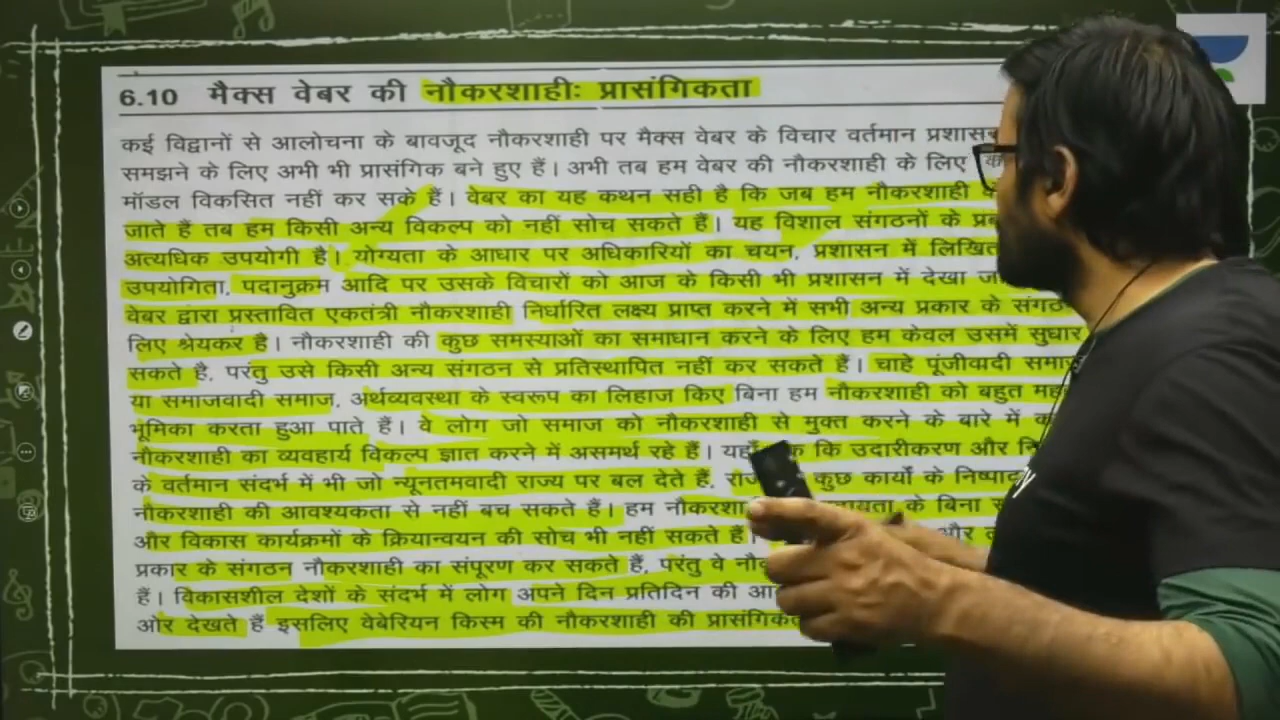 6.10 मैक्स वेबर की नौकरशाहीः प्रासंगिकता
कई विद्वानों से आलोचना के बावजूद नौकरशाही पर मैक्स वेबर के विचार वर्तमान
समझने के लिए अभी भी प्रासंगिक बने हुए हैं। अभी तब हम वेबर की नौकरशाही के लिए
मॉडल विकसित नहीं कर सके हैं। वेबर का यह कथन सही है कि जब हम नौकरशाही
जाते हैं तब हम किसी अन्य विकल्प को नहीं सोच सकते हैं। यह विशाल संगठनों के
अत्यधिक उपयोगी है। योग्यता के आधार पर अधिकारियों का चयन, प्रशासन में लिखित
उपयोगिता, पदानुक्रम आदि पर उसके विचारों को आज के किसी भी प्रशासन में देखा
वेबर द्वारा प्रस्तावित एकतंत्री नौकरशाही निर्धारित लक्ष्य प्राप्त करने में सभी अन्य प्रकार के
लिए श्रेयकर है। नौकरशाही की कुछ समस्याओं का समाधान करने के लिए हम केवल उसमें सुधार
सकते है, परंतु उसे किसी अन्य संगठन से प्रतिस्थापित नहीं कर सकते हैं। चाहे पूंजीवादी
या समाजवादी समाज, अर्थव्यवस्था के स्वरूप का लिहाज किए बिना हम नौकरशाही को बहुत
भूमिका करता हुआ पाते हैं। वे लोग जो समाज को नौकरशाही से मुक्त करने के बारे में
नौकरशाही का व्यवहार्य विकल्प ज्ञात करने में असमर्थ रहे हैं। कि उदारीकरण और
के वर्तमान संदर्भ में भी जो न्यूनतमवादी राज्य पर बल देते हैं, कुछ कार्यों के
नौकरशाही की आवश्यकता से नहीं बच सकते हैं। हम के बिना
और विकास कार्यक्रमों के क्रियान्वयन की सोच भी नहीं सकते हैं। और
प्रकार के संगठन नौकरशाही का संपूरण कर सकते हैं, परंतु वे
हैं। विकासशील देशों के संदर्भ में लोग अपने दिन प्रतिदिन की
ओर देखते हैं इसलिए वेबेरियन किस्म की नौकरशाही की